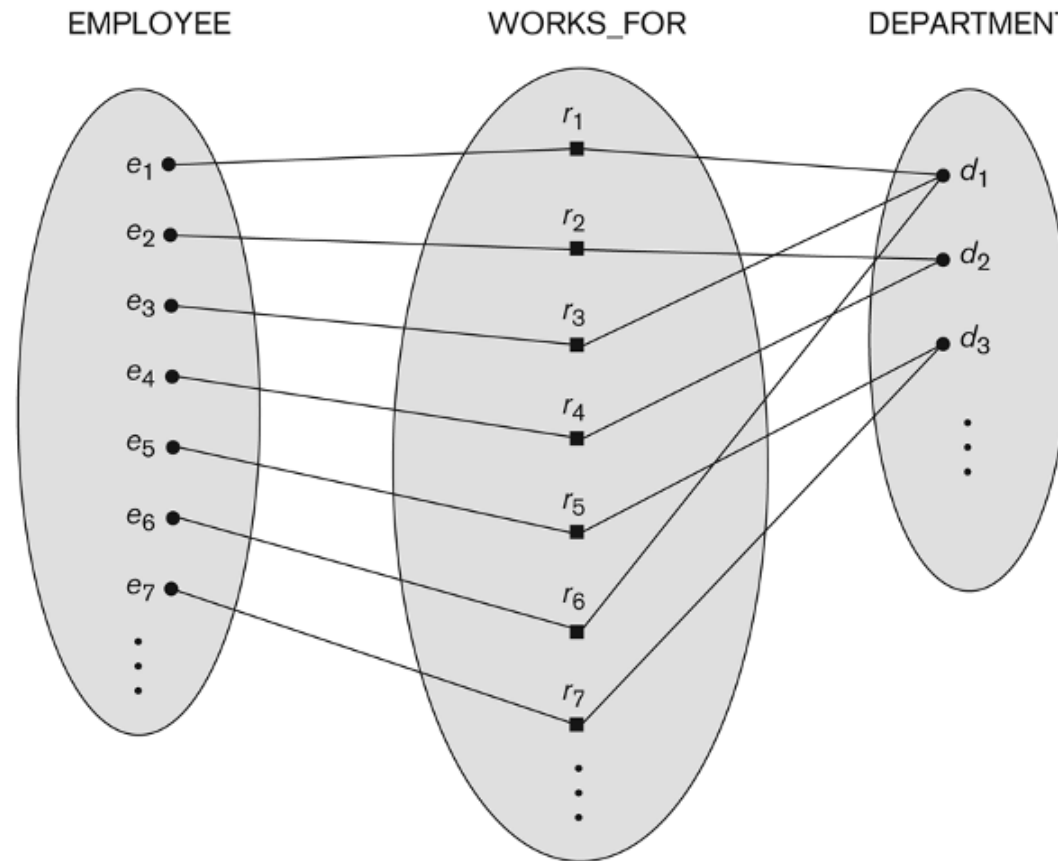 EMPLOYEE WORKS_FOR DEPARTMENT
r1
e1 d1
r2
e2 d2
e3 r3
d3
e4 r4
e5
r5
e6
r6
e7
r7